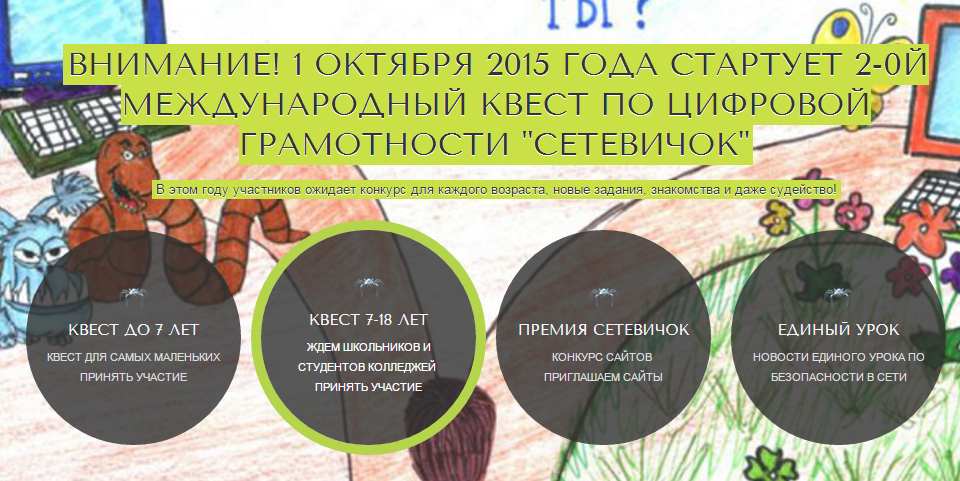 ТЫ?
ВНИМАНИЕ! 1 ОКТЯБРЯ 2015 ГОДА СТАРТУЕТ 2-0Й
МЕЖДУНАРОДНЫЙ КВЕСТ ПО ЦИФРОВОЙ
ГРАМОТНОСТИ "СЕТЕВИЧОК"
В этом году участников ожидает конкурс для каждого возраста, новые задания, знакомства и даже судейство!
КВЕСТ ДО 7 ЛЕТ
КВЕСТ ДЛЯ САМЫХ МАЛЕНЬКИХ
ПРИНЯТЬ УЧАСТИЕ
КВЕСТ 7-18 ЛЕТ
ЖДЕМ ШКОЛЬНИКОВ И
СТУДЕНТОВ КОЛЛЕДЖЕЙ
ПРИНЯТЬ УЧАСТИЕ
ПРЕМИЯ СЕТЕВИЧОК
КОНКУРС САЙТОВ
ПРИГЛАШАЕМ САЙТЫ
ЕДИНЫЙ УРОК
НОВОСТИ ЕДИНОГО УРОКА ПО
БЕЗОПАСНОСТИ В СЕТИ